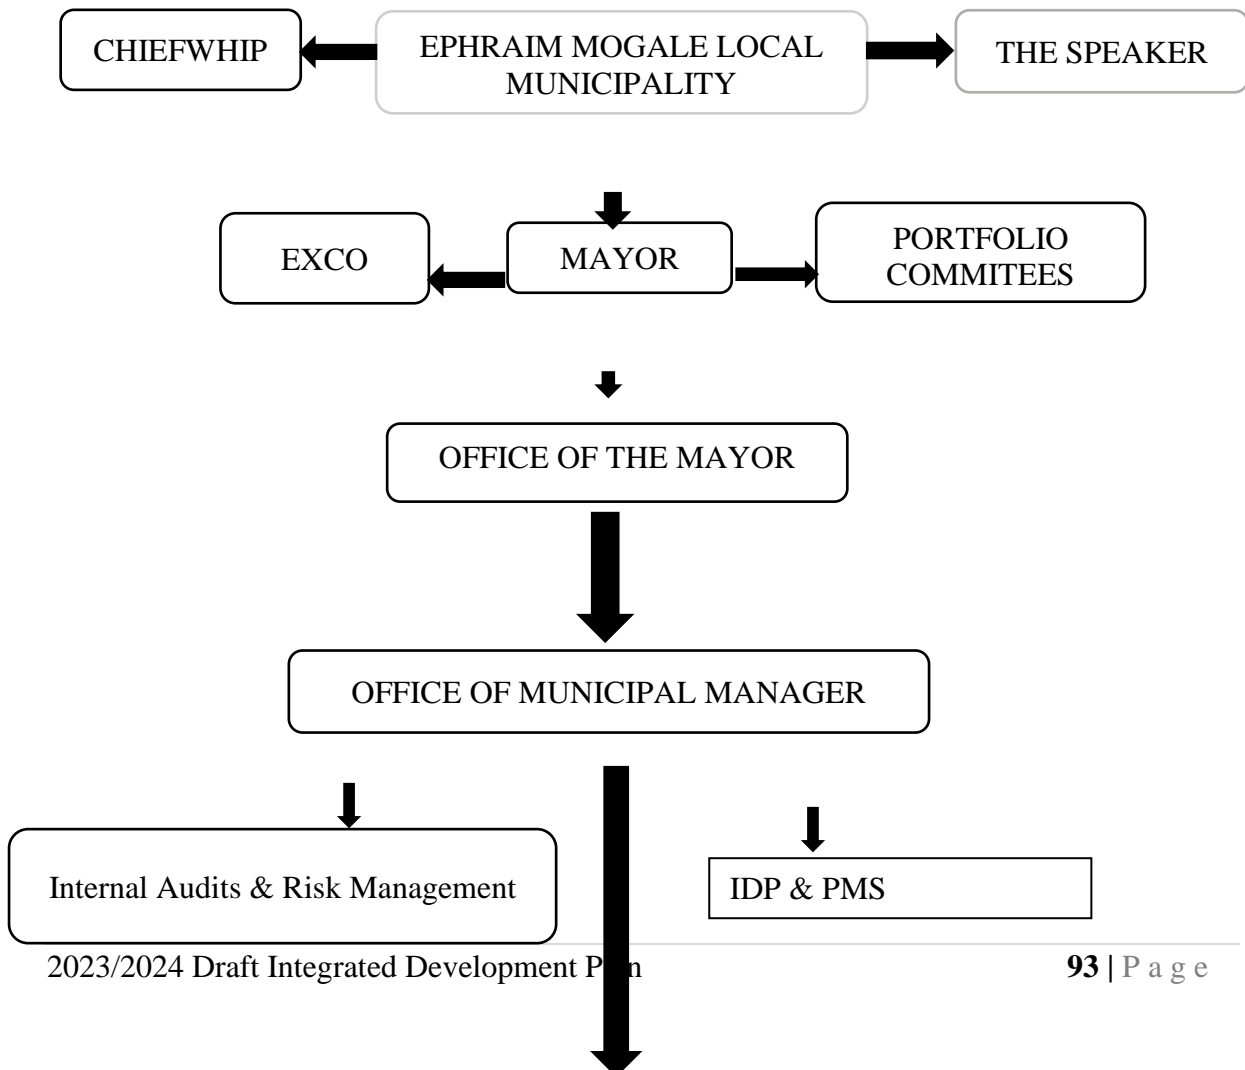 CHIEFWHIP
EPHRAIM MOGALE LOCAL
MUNICIPALITY
THE SPEAKER
EXCO
MAYOR
PORTFOLIO
COMMITEES
OFFICE OF THE MAYOR
OFFICE OF MUNICIPAL MANAGER
Internal Audits & Risk Management
IDP & PMS
2023/2024 Draft Integrated Development
93 | P a g e